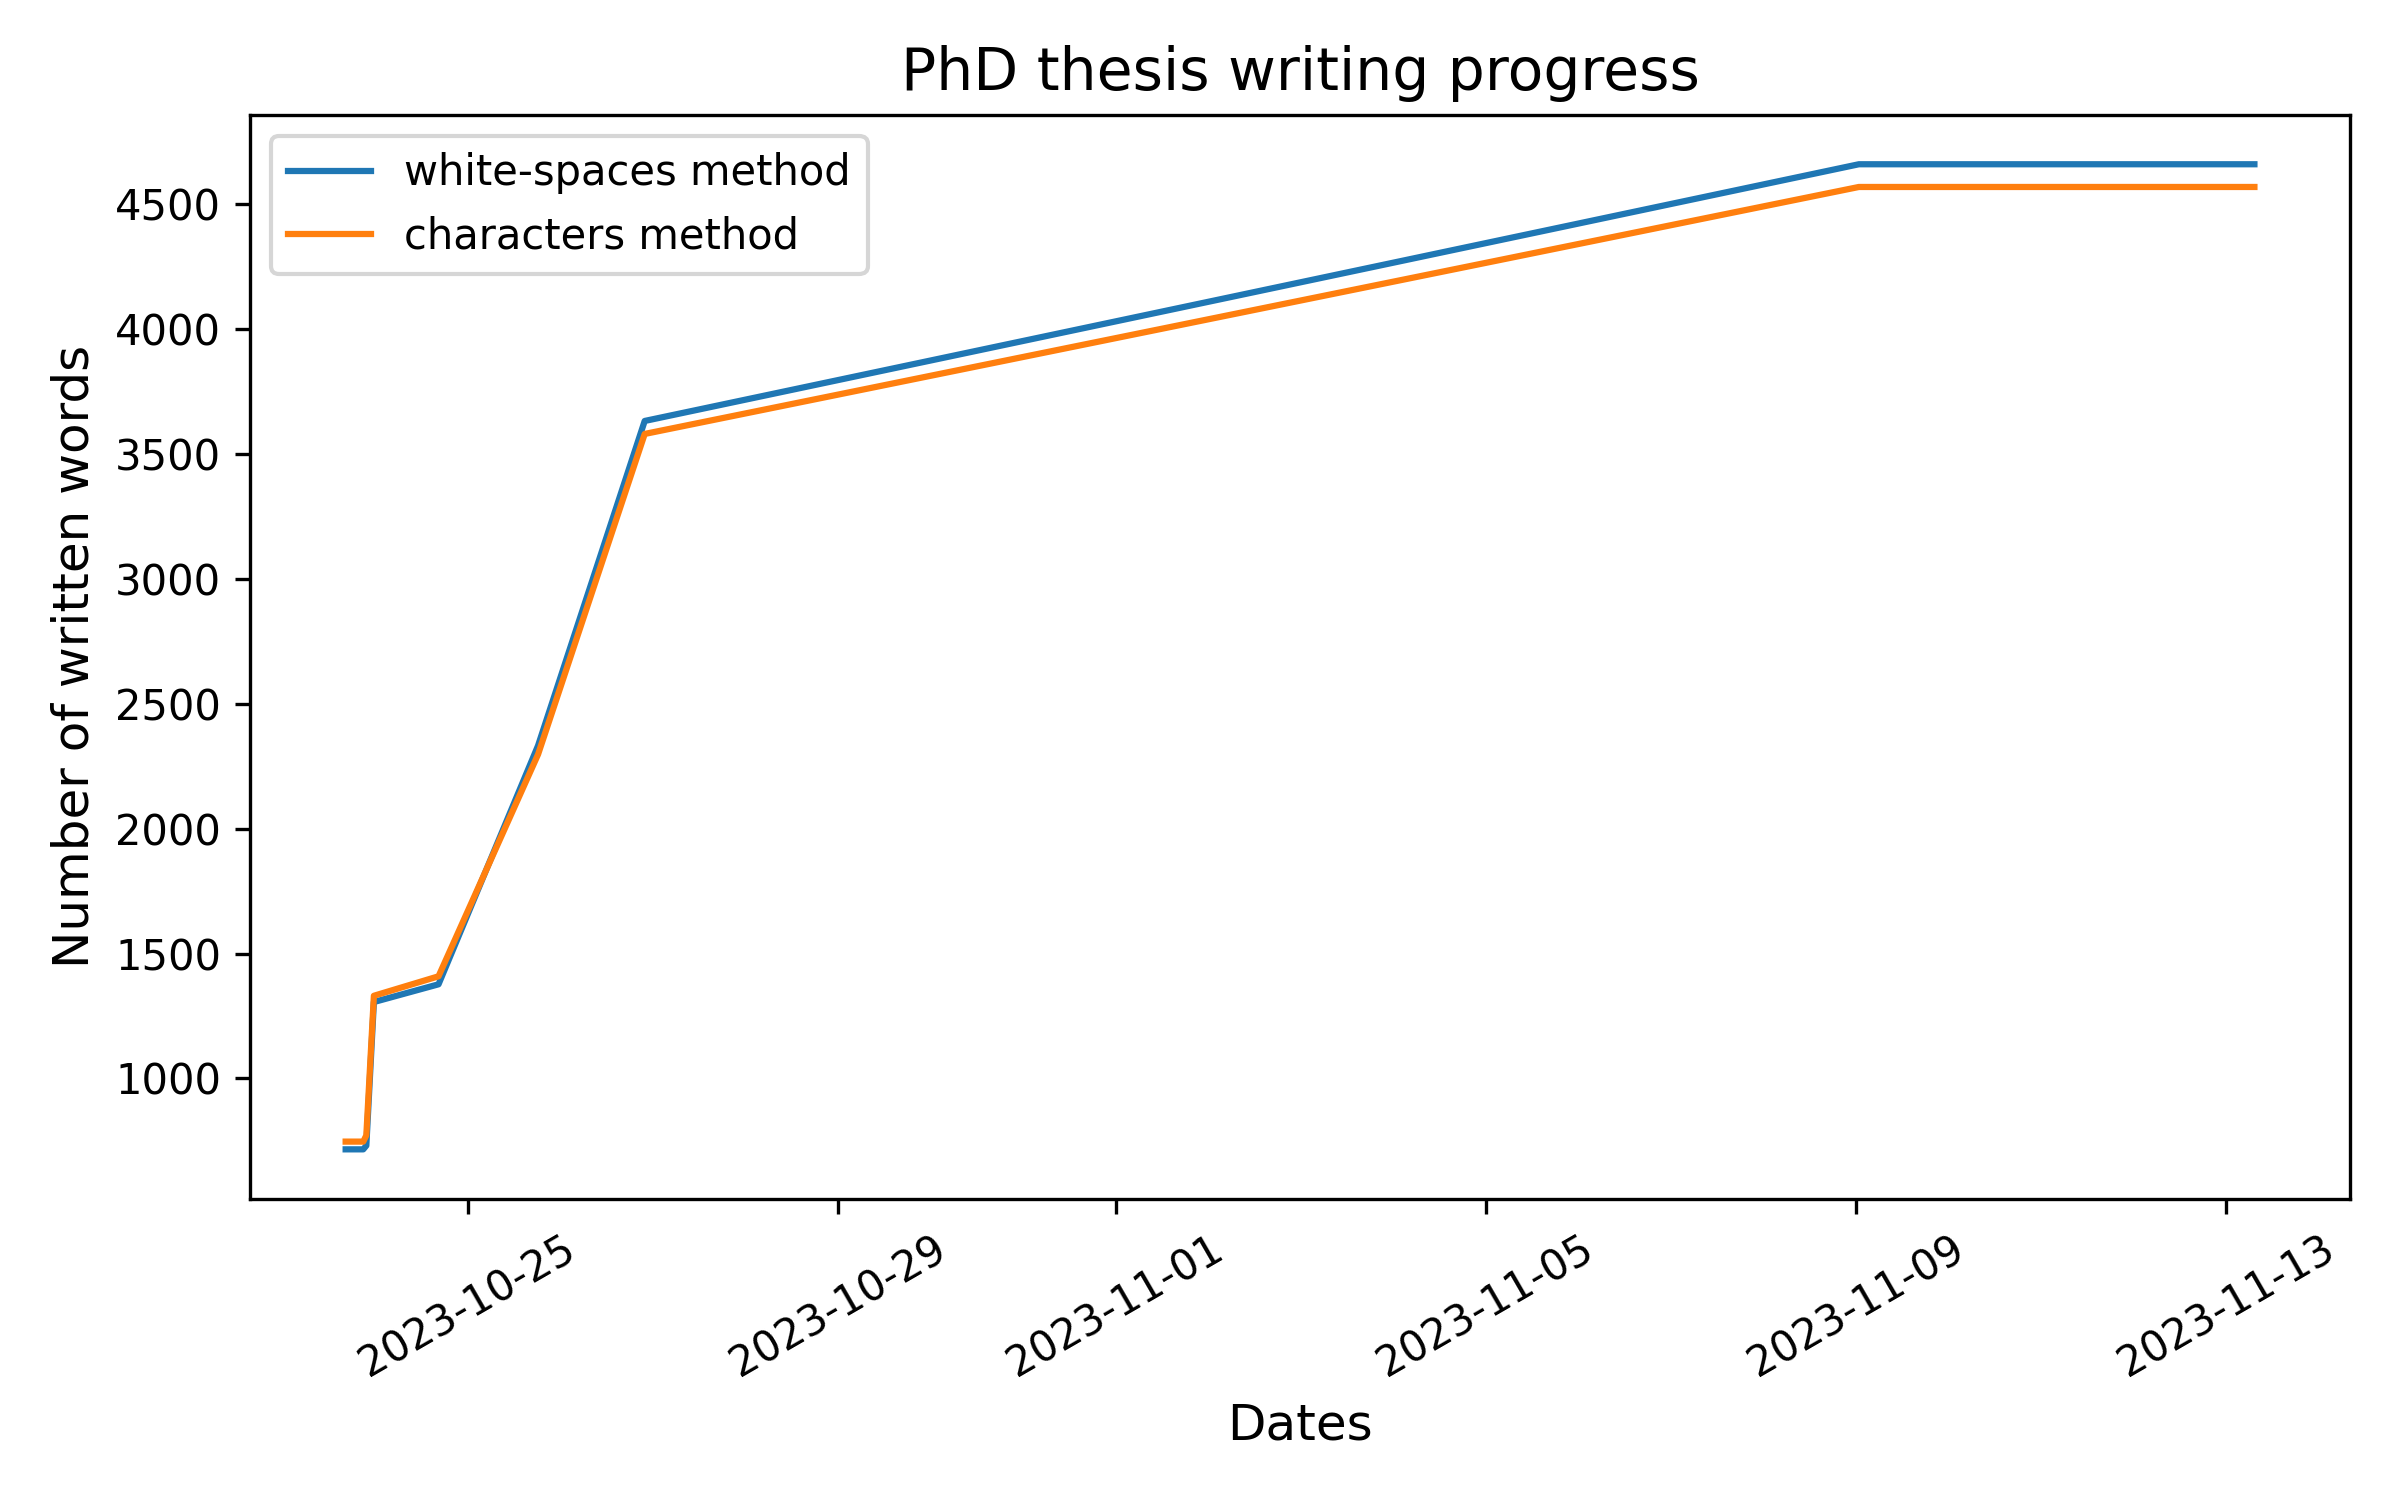 PhD thesis writing progress
white-spaces method
characters method
Number of written words
4500
4000
3500
3000
2500
2000
1500
1000
2023-10-25
2023-10-29
2023-11-01
2023-11-05
2023-11-09
2023-11-13
Dates